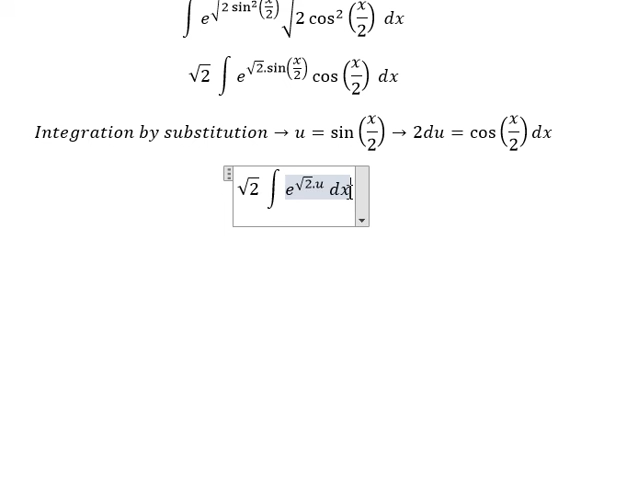 ∫ e^√(2 sin²(x/2)) √(2 cos²(x/2)) dx
√2 ∫ e^(√2.sin(x/2)) cos(x/2) dx
Integration by substitution → u = sin(x/2) → 2du = cos(x/2) dx
√2 ∫ e^(√2.u) dx